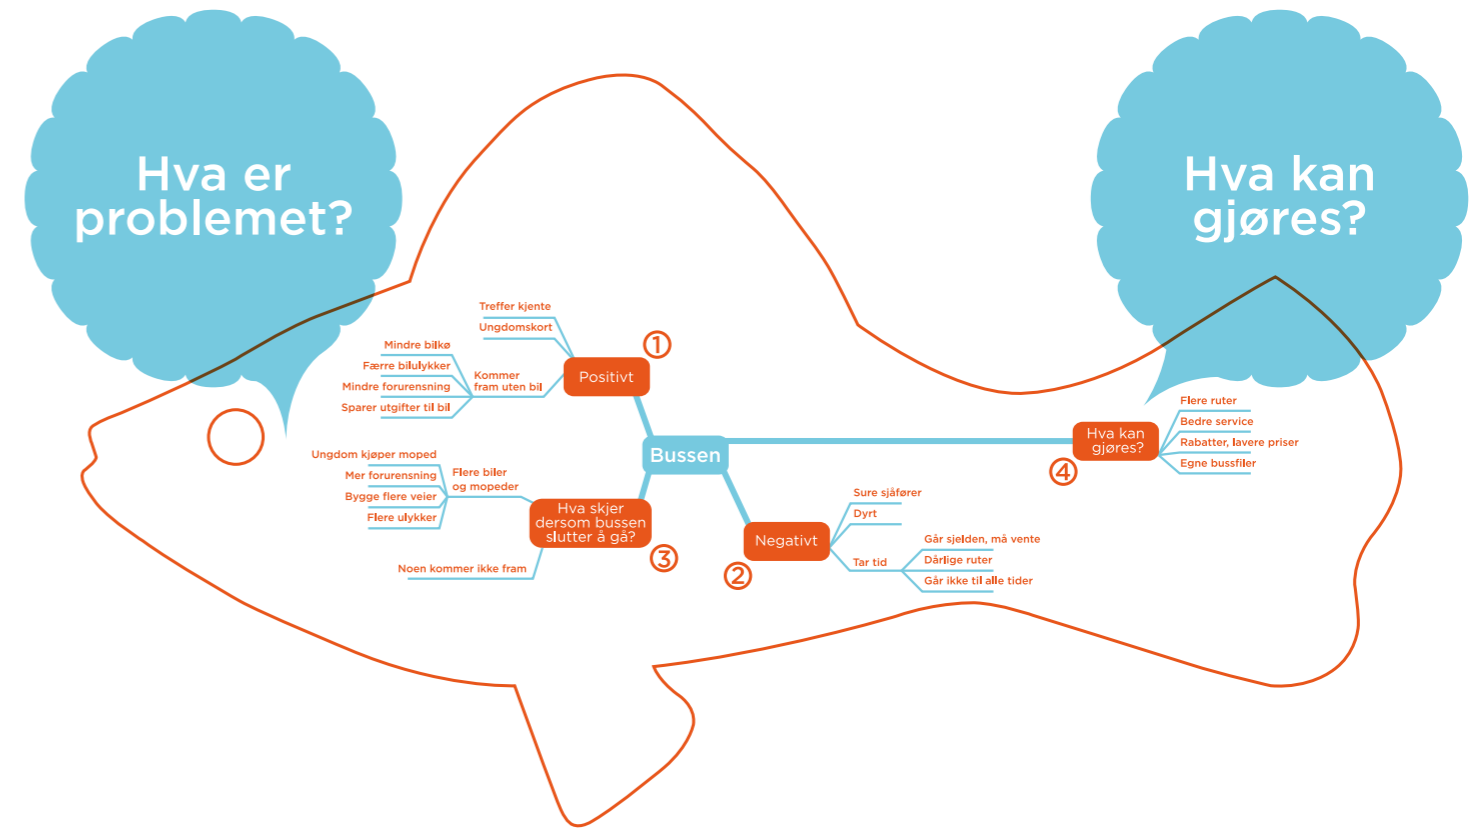 Hva er
problemet?
Hva kan
gjøres?
Bussen
1
Positivt
Treffer kjente
Ungdomskort
Kommer
fram uten bil
Mindre bilkø
Færre bilulykker
Mindre forurensning
Sparer utgifter til bil
2
Negativt
Sure sjåfører
Dyrt
Tar tid
Går sjelden, må vente
Dårlige ruter
Går ikke til alle tider
3
Hva skjer
dersom bussen
slutter å gå?
Flere biler
og mopeder
Ungdom kjøper moped
Mer forurensning
Bygge flere veier
Flere ulykker
Noen kommer ikke fram
4
Hva kan
gjøres?
Flere ruter
Bedre service
Rabatter, lavere priser
Egne bussfiler